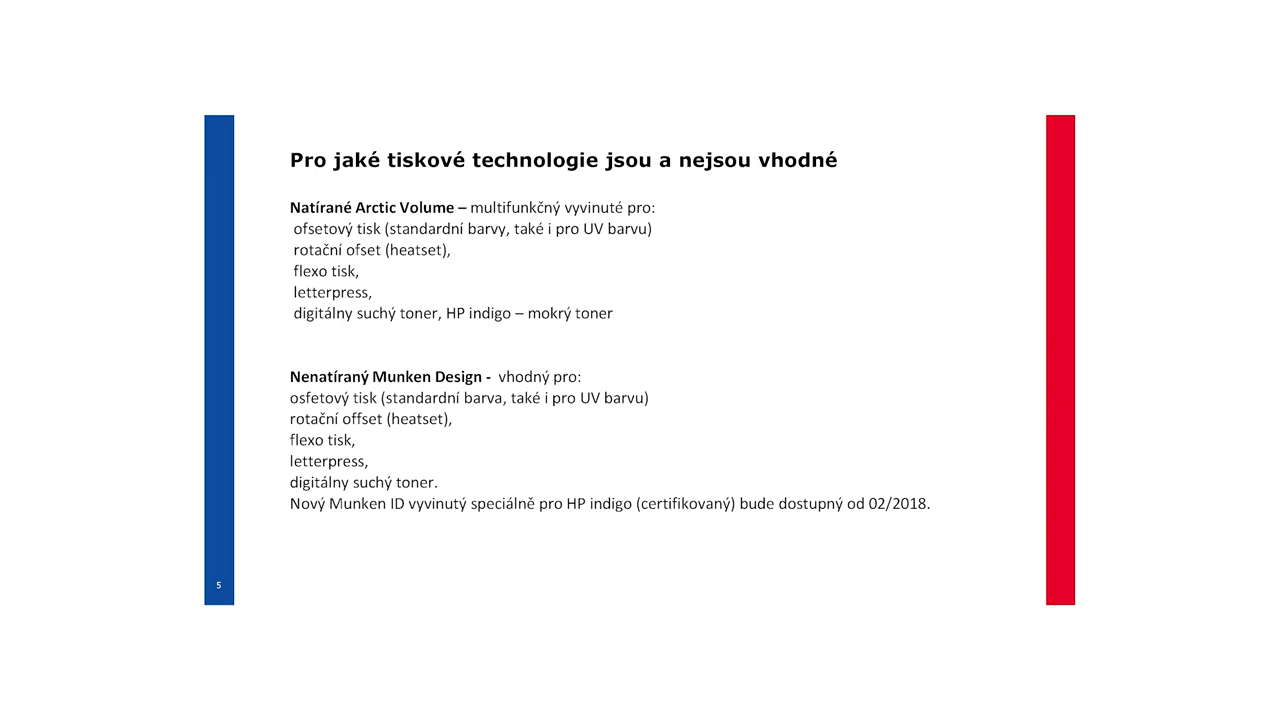 Pro jaké tiskové technologie jsou a nejsou vhodné
Natírané Arctic Volume – multifunkčný vyvinuté pro:
ofsetový tisk (standardní barvy, také i pro UV barvu)
rotační ofset (heatset),
flexo tisk,
letterpress,
digitálny suchý toner, HP indigo – mokrý toner
Nenatíraný Munken Design - vhodný pro:
osfetový tisk (standardní barva, také i pro UV barvu)
rotační offset (heatset),
flexo tisk,
letterpress,
digitálny suchý toner.
Nový Munken ID vyvinutý speciálně pro HP indigo (certifikovaný) bude dostupný od 02/2018.
5